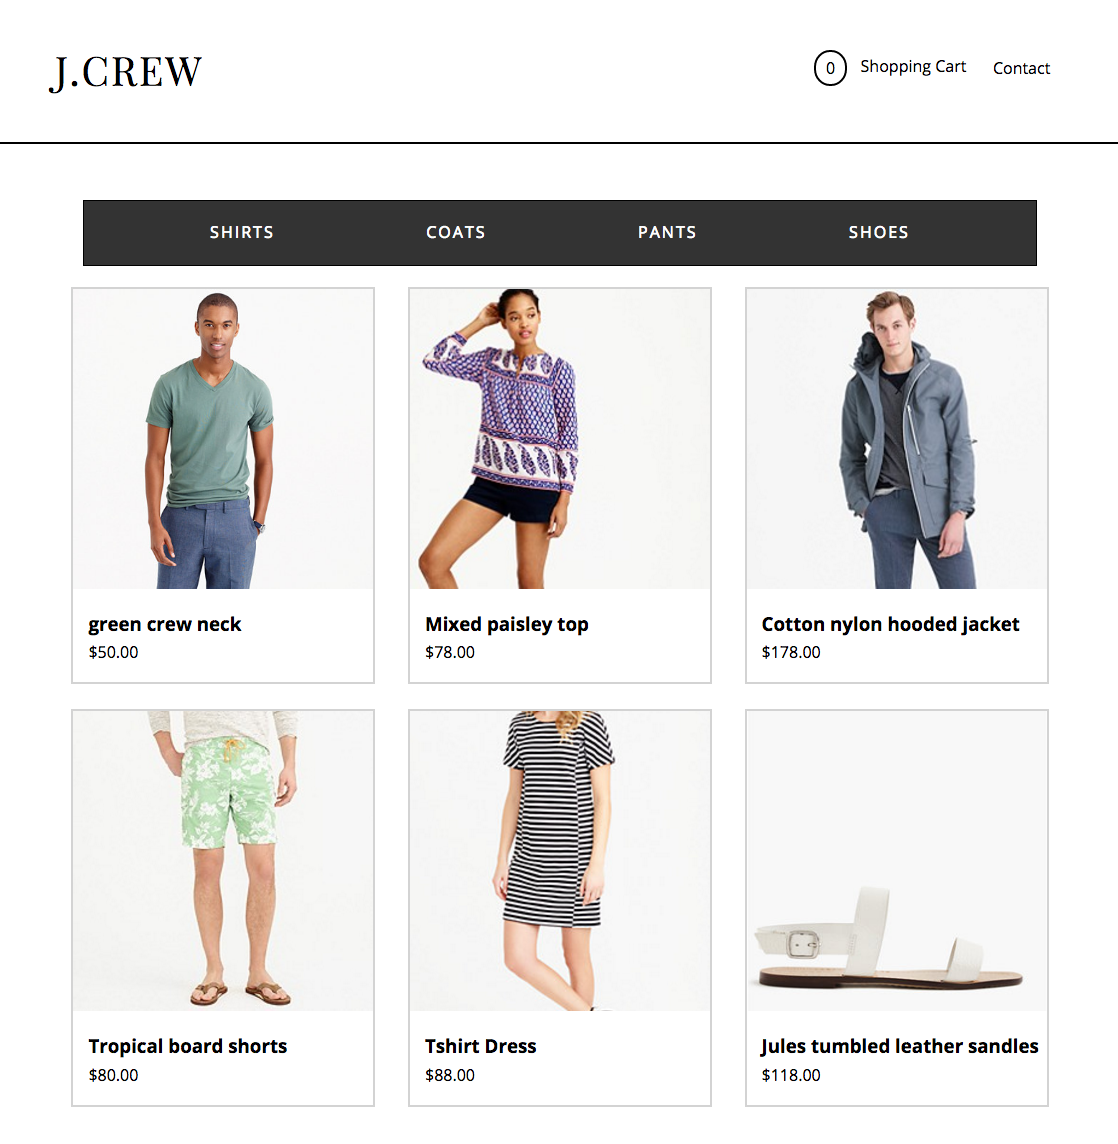 J.CREW
0 Shopping Cart Contact
SHIRTS COATS PANTS SHOES
green crew neck
$50.00
Mixed paisley top
$78.00
Cotton nylon hooded jacket
$178.00
Tropical board shorts
$80.00
Tshirt Dress
$88.00
Jules tumbled leather sandles
$118.00